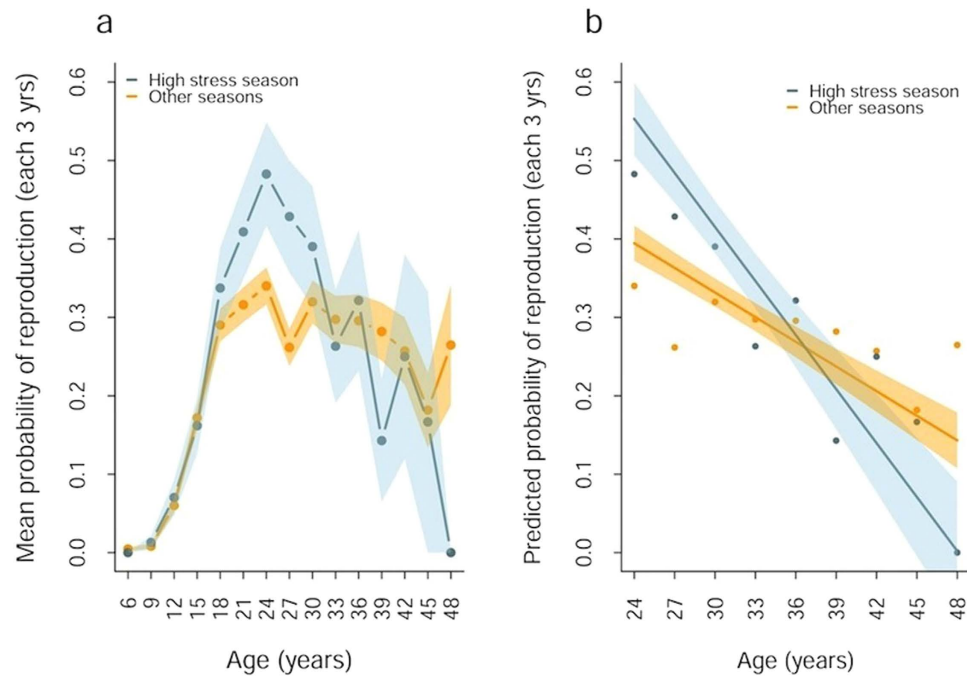 a
Mean probability of reproduction (each 3 yrs)
0.6
0.5
0.4
0.3
0.2
0.1
0.0
High stress season
Other seasons
6 9 12 15 18 21 24 27 30 33 36 39 42 45 48
Age (years)
b
Predicted probability of reproduction (each 3 yrs)
0.6
0.5
0.4
0.3
0.2
0.1
0.0
High stress season
Other seasons
24 27 30 33 36 39 42 45 48
Age (years)